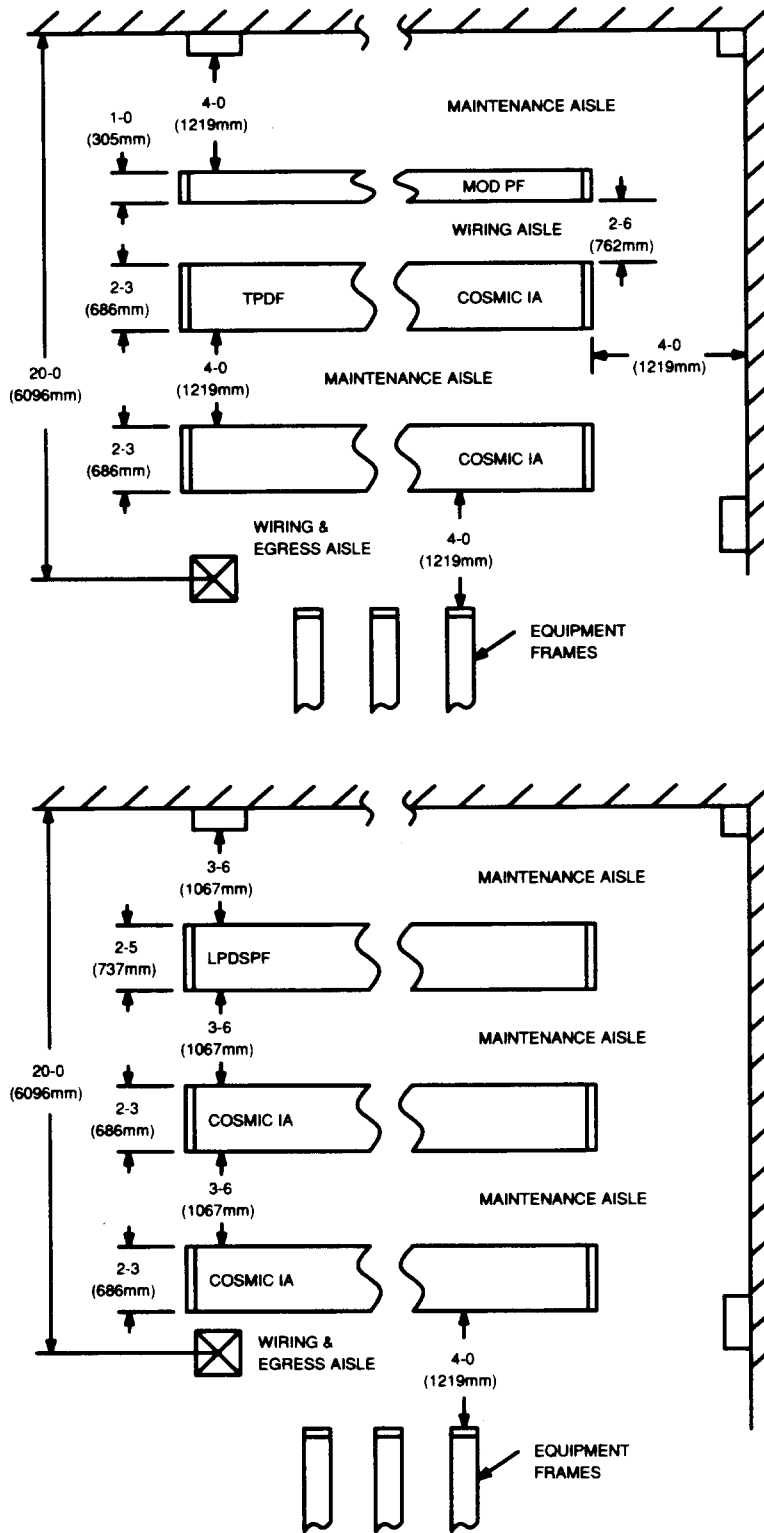 4-0
(1219mm)
MAINTENANCE AISLE
1-0
(305mm)
MOD PF
WIRING AISLE
2-6
(762mm)
2-3
(686mm)
TPDF
COSMIC IA
4-0
(1219mm)
20-0
(6096mm)
4-0
(1219mm)
MAINTENANCE AISLE
2-3
(686mm)
COSMIC IA
WIRING &
EGRESS AISLE
4-0
(1219mm)
EQUIPMENT
FRAMES
3-6
(1067mm)
MAINTENANCE AISLE
2-5
(737mm)
LPDSPF
3-6
(1067mm)
MAINTENANCE AISLE
20-0
(6096mm)
2-3
(686mm)
COSMIC IA
3-6
(1067mm)
MAINTENANCE AISLE
2-3
(686mm)
COSMIC IA
WIRING &
EGRESS AISLE
4-0
(1219mm)
EQUIPMENT
FRAMES